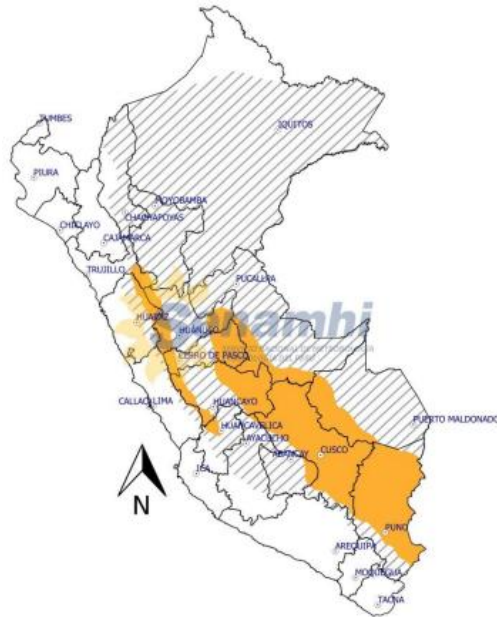 TUMBES
IQUITOS
PIURA
MOYOBAMBA
CHACHAPOYAS
CHICLAYO
CAJAMARCA
TRUJILLO
PUCALLPA
HUARAZ
HUANUCO
Senamhi
CERRO DE PASCO
CALLAO
LIMA
HUANCAYO
PUERTO MALDONADO
HUANCAVELICA
AYACUCHO
CUSCO
ABANCAY
ICA
N
PUNO
AREQUIPA
MOQUEGUA
TACNA